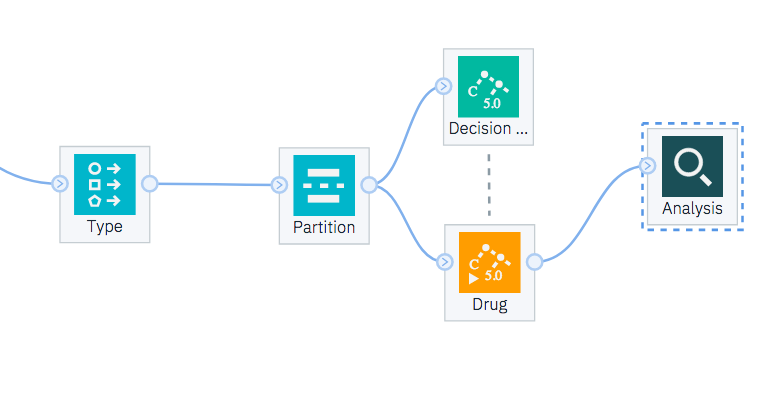 C 5.0
Decision ...
Type
Partition
Analysis
C 5.0
Drug